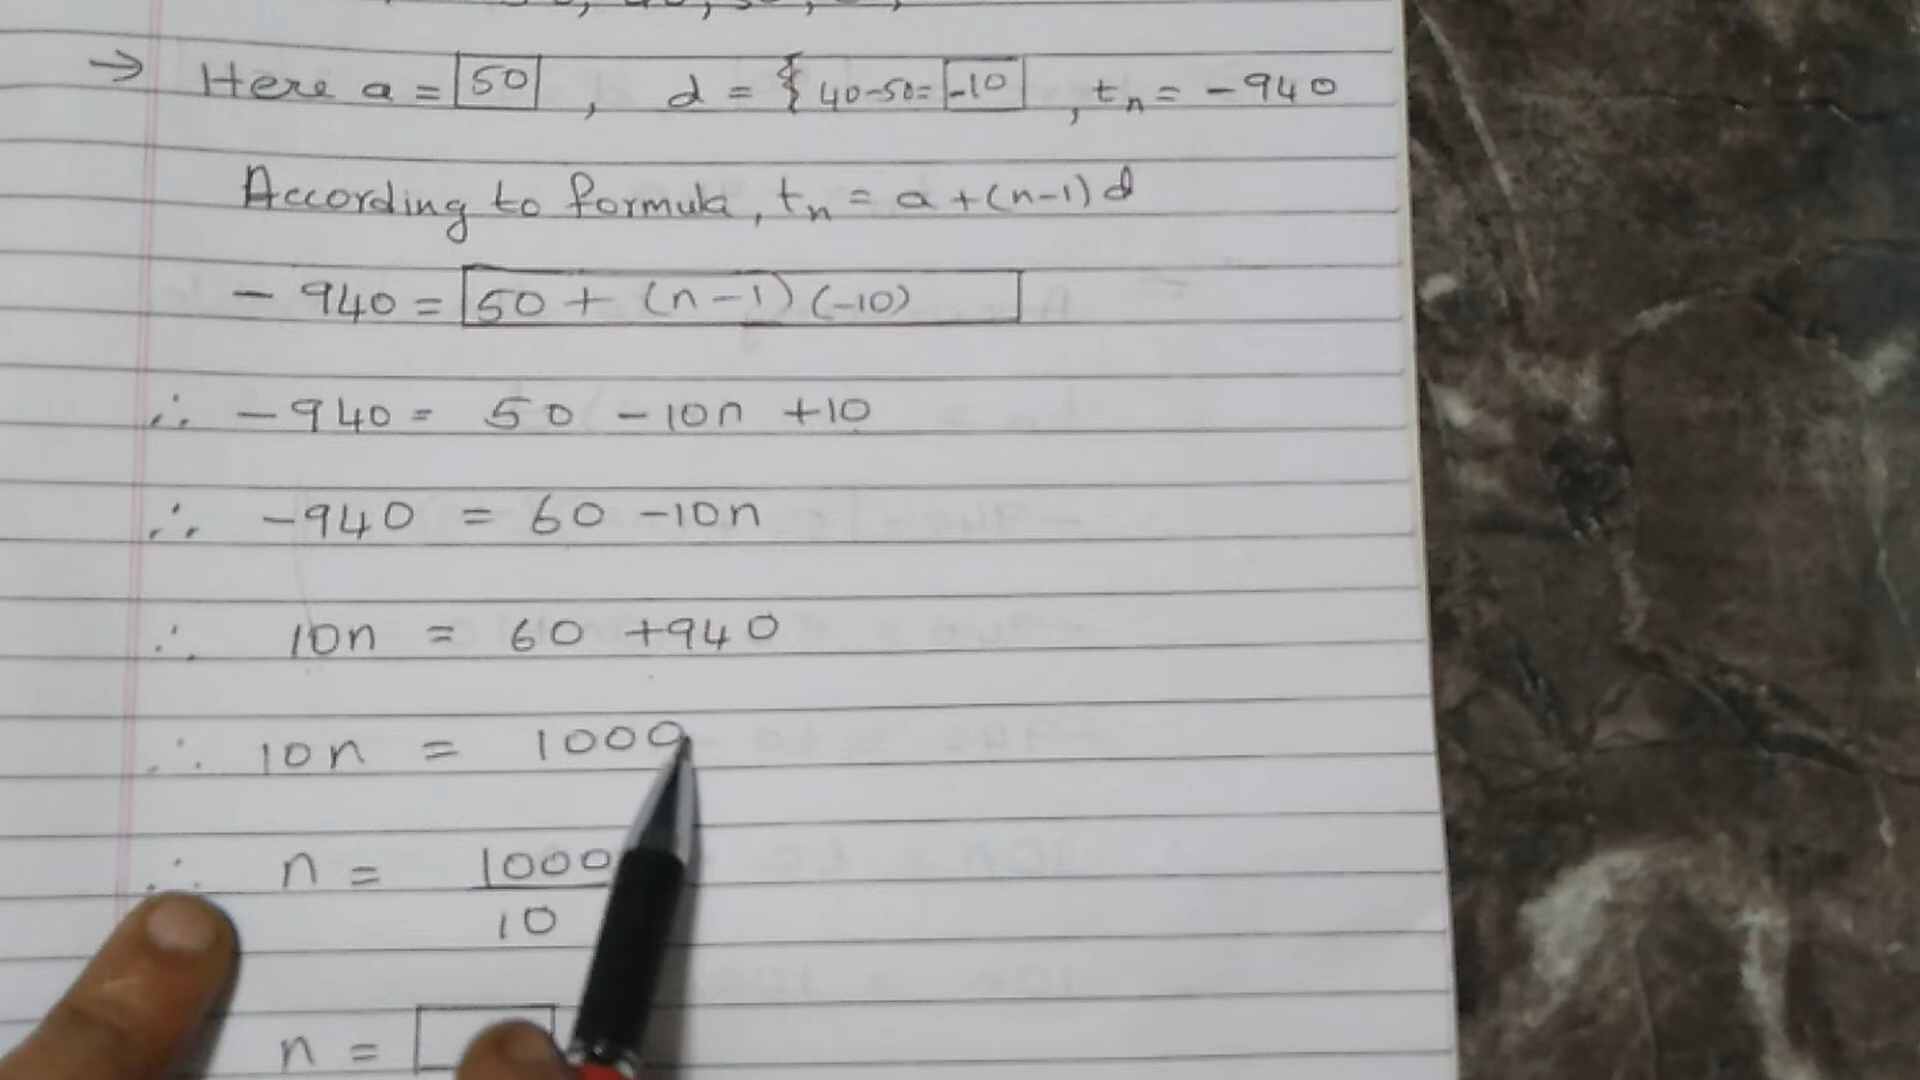 → Here a = 50 , d = { 40-50= -10 , tn = -940
According to formula, tn = a + (n-1) d
- 940 = 50 + (n-1) (-10)
∴ -940 = 50 - 10n + 10
∴ -940 = 60 - 10n
∴ 10n = 60 + 940
∴ 10n = 1000
∴ n = 1000
10
n =